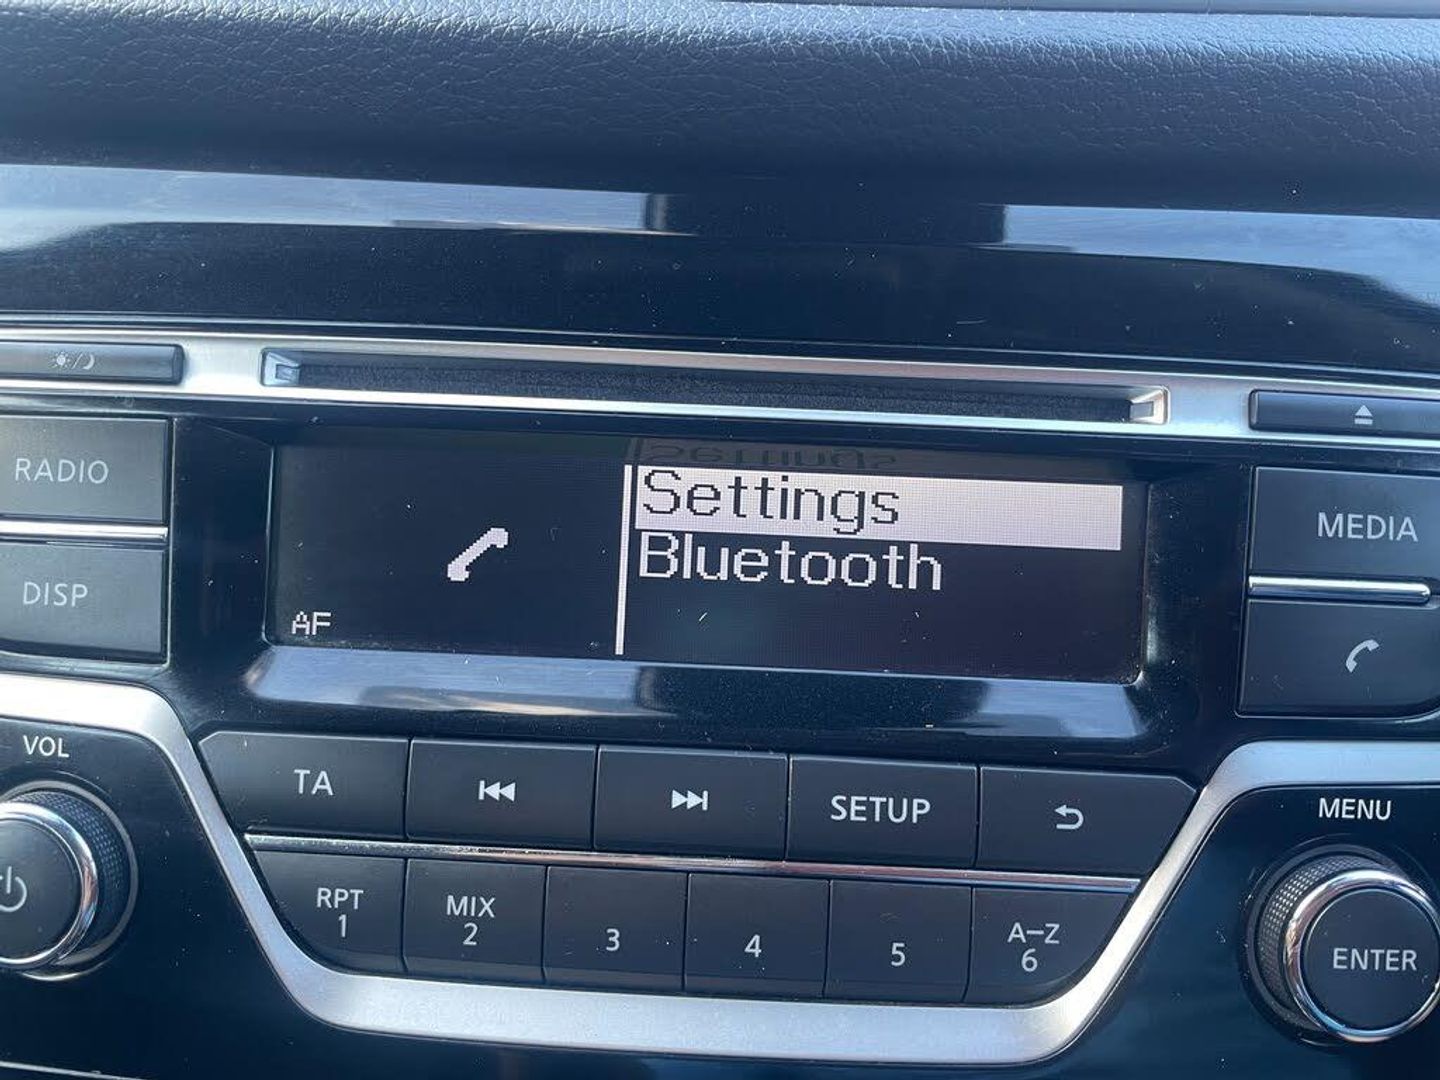 RADIO
DISP
Settings
Bluetooth
AF
MEDIA
VOL
TA
SETUP
MENU
RPT
1
MIX
2
3
4
5
A-Z
6
ENTER